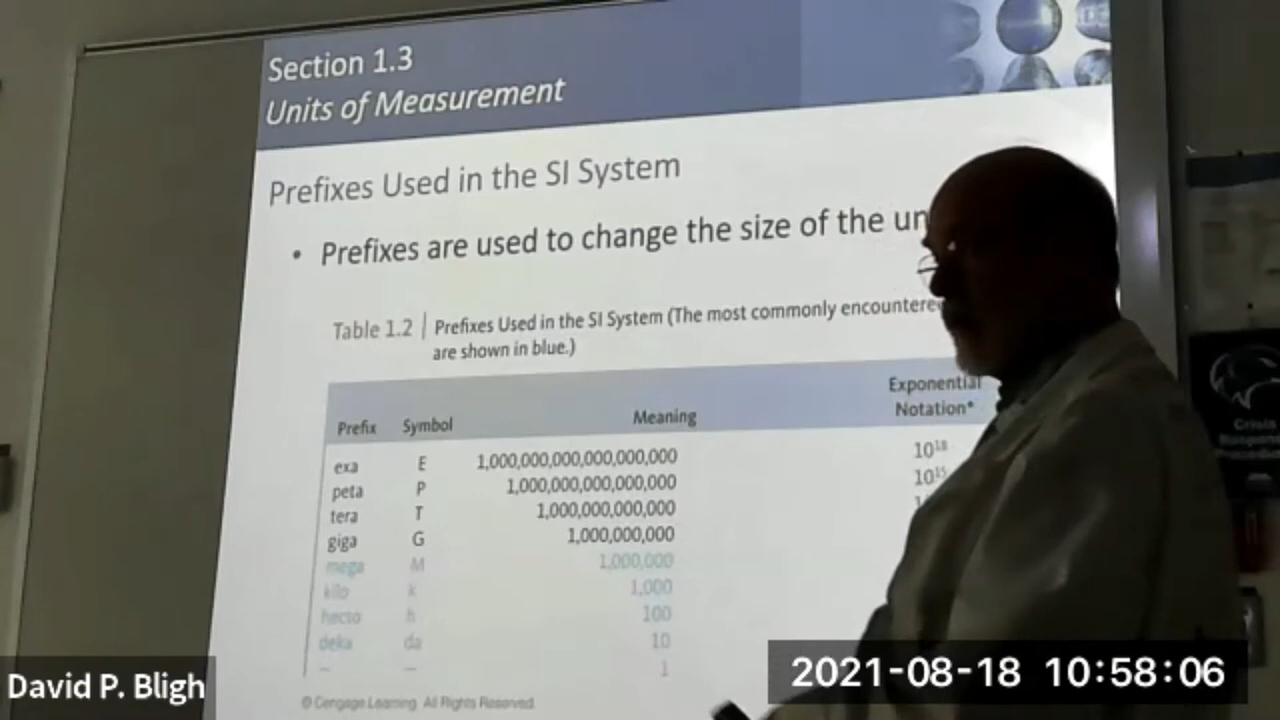 Section 1.3
Units of Measurement
Prefixes Used in the SI System
• Prefixes are used to change the size of the un
Table 1.2 | Prefixes Used in the SI System (The most commonly encountere
are shown in blue.)
Prefix Symbol Meaning Exponential Notation*
exa E 1,000,000,000,000,000,000 10¹⁸
peta P 1,000,000,000,000,000 10¹⁵
tera T 1,000,000,000,000
giga G 1,000,000,000
mega M 1,000,000
kilo k 1,000
hecto h 100
deka da 10
— — 1
© Cengage Learning. All Rights Reserved.
Crisis
Response
David P. Bligh
2021-08-18 10:58:06